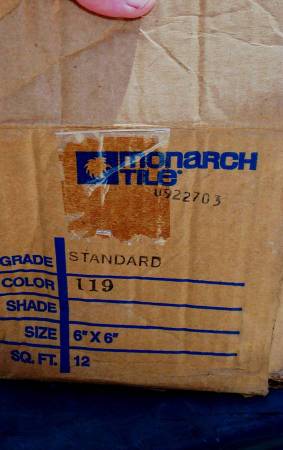 monarch
TILE®
U922703
GRADE STANDARD
COLOR 119
SHADE
SIZE 6" X 6"
SQ. FT. 12